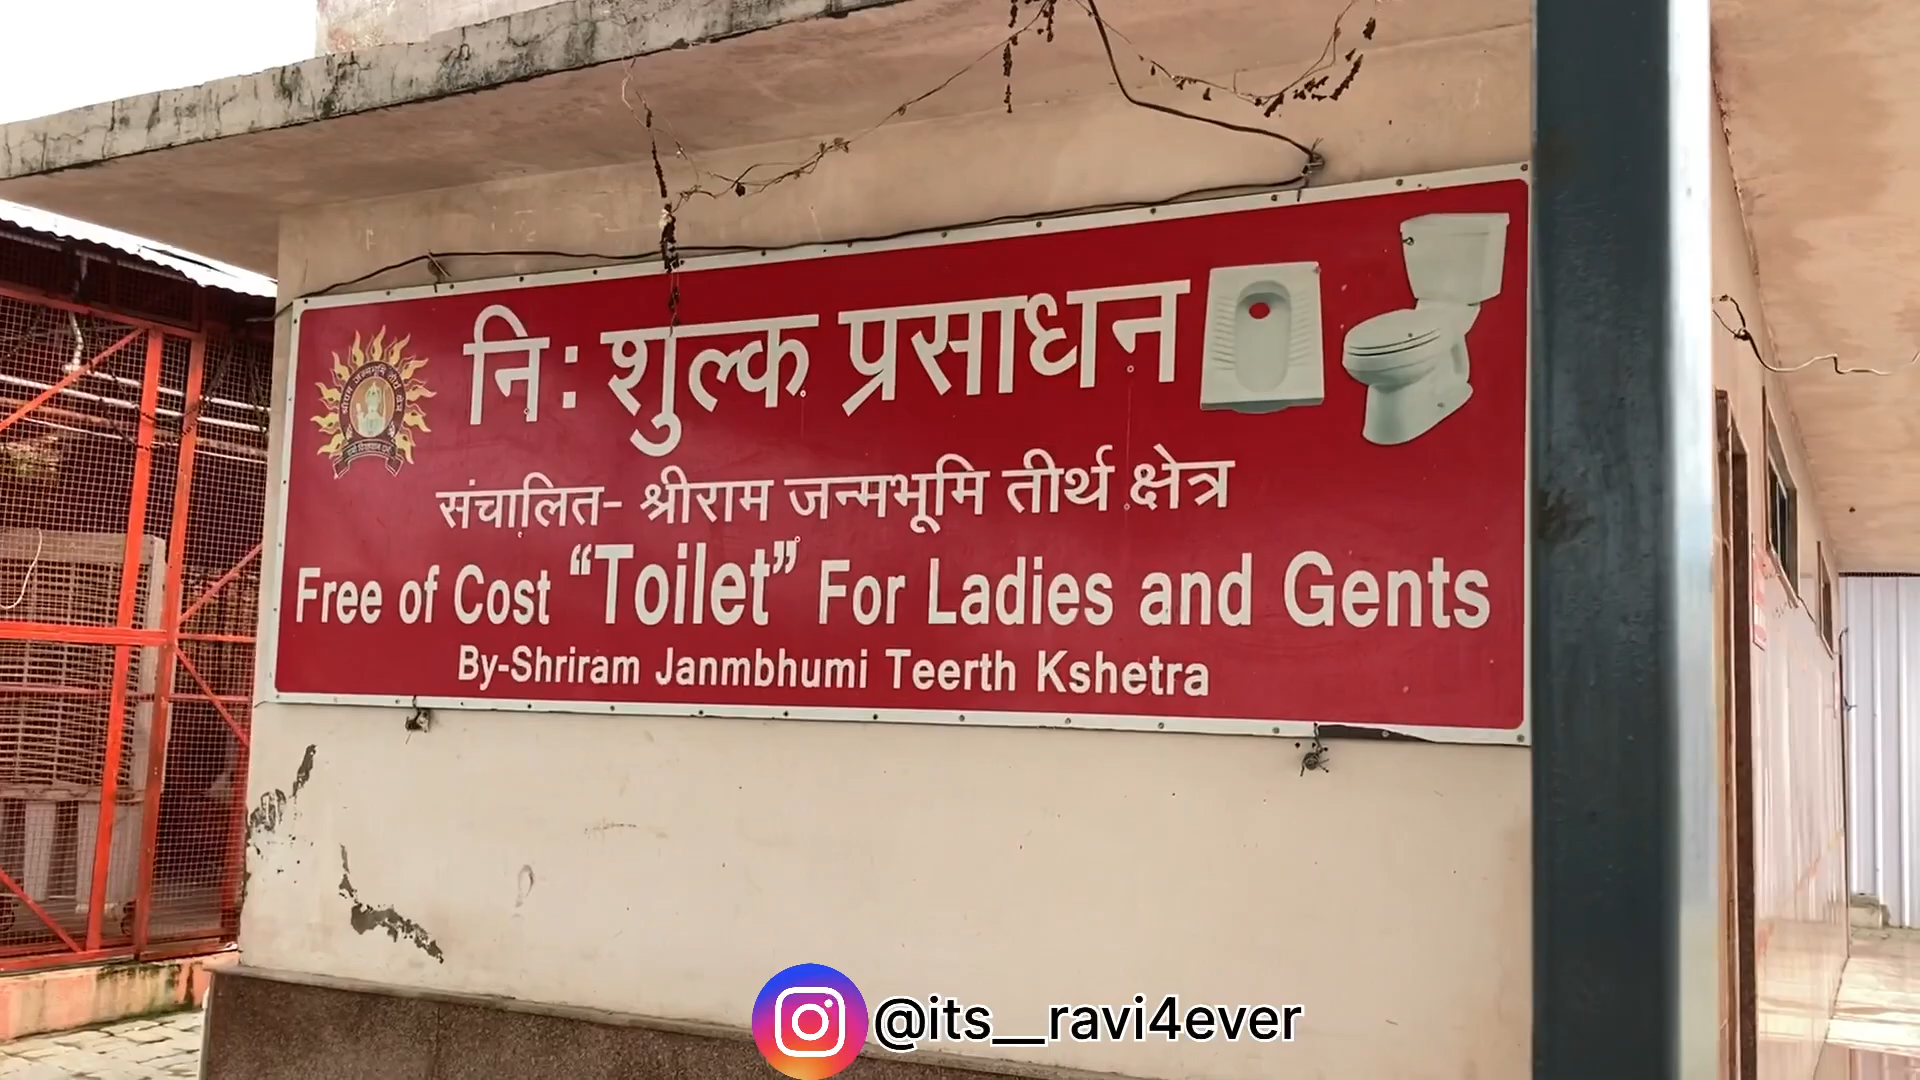 नि: शुल्क प्रसाधन
संचालित- श्रीराम जन्मभूमि तीर्थ क्षेत्र
Free of Cost “Toilet” For Ladies and Gents
By-Shriram Janmbhumi Teerth Kshetra
@its__ravi4ever